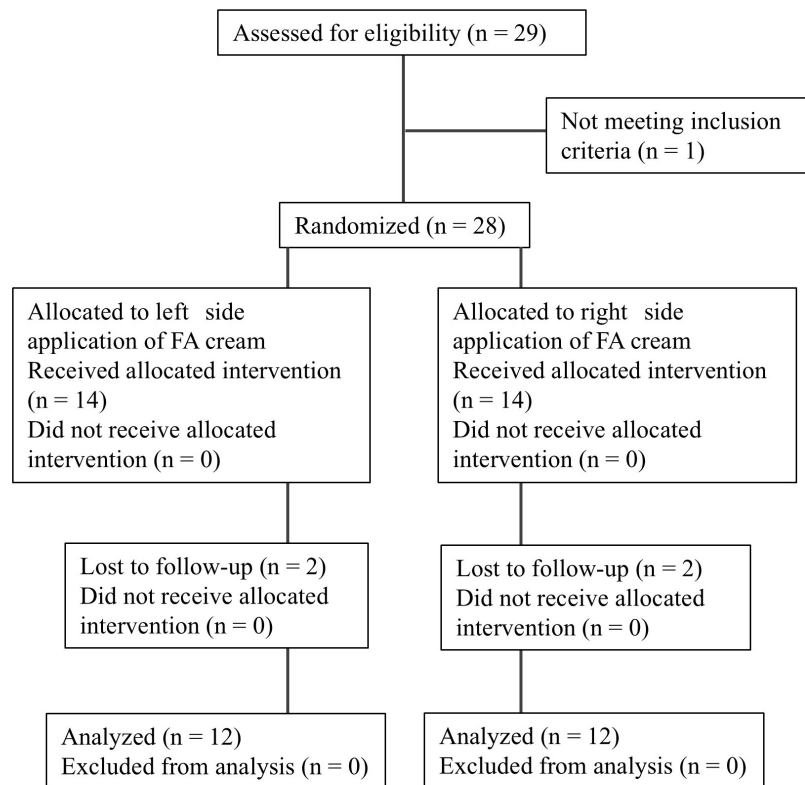 Assessed for eligibility (n = 29)
Not meeting inclusion
criteria (n = 1)
Randomized (n = 28)
Allocated to left side
application of FA cream
Received allocated intervention
(n = 14)
Did not receive allocated
intervention (n = 0)
Allocated to right side
application of FA cream
Received allocated intervention
(n = 14)
Did not receive allocated
intervention (n = 0)
Lost to follow-up (n = 2)
Did not receive allocated
intervention (n = 0)
Lost to follow-up (n = 2)
Did not receive allocated
intervention (n = 0)
Analyzed (n = 12)
Excluded from analysis (n = 0)
Analyzed (n = 12)
Excluded from analysis (n = 0)